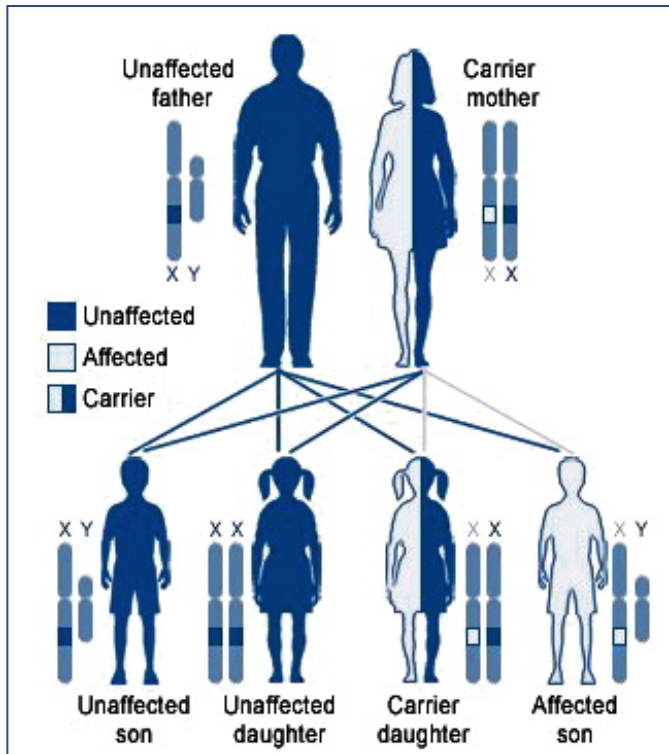 Unaffected
father
Carrier
mother
X Y
X X
Unaffected
Affected
Carrier
X Y
X X
X X
X Y
Unaffected
son
Unaffected
daughter
Carrier
daughter
Affected
son